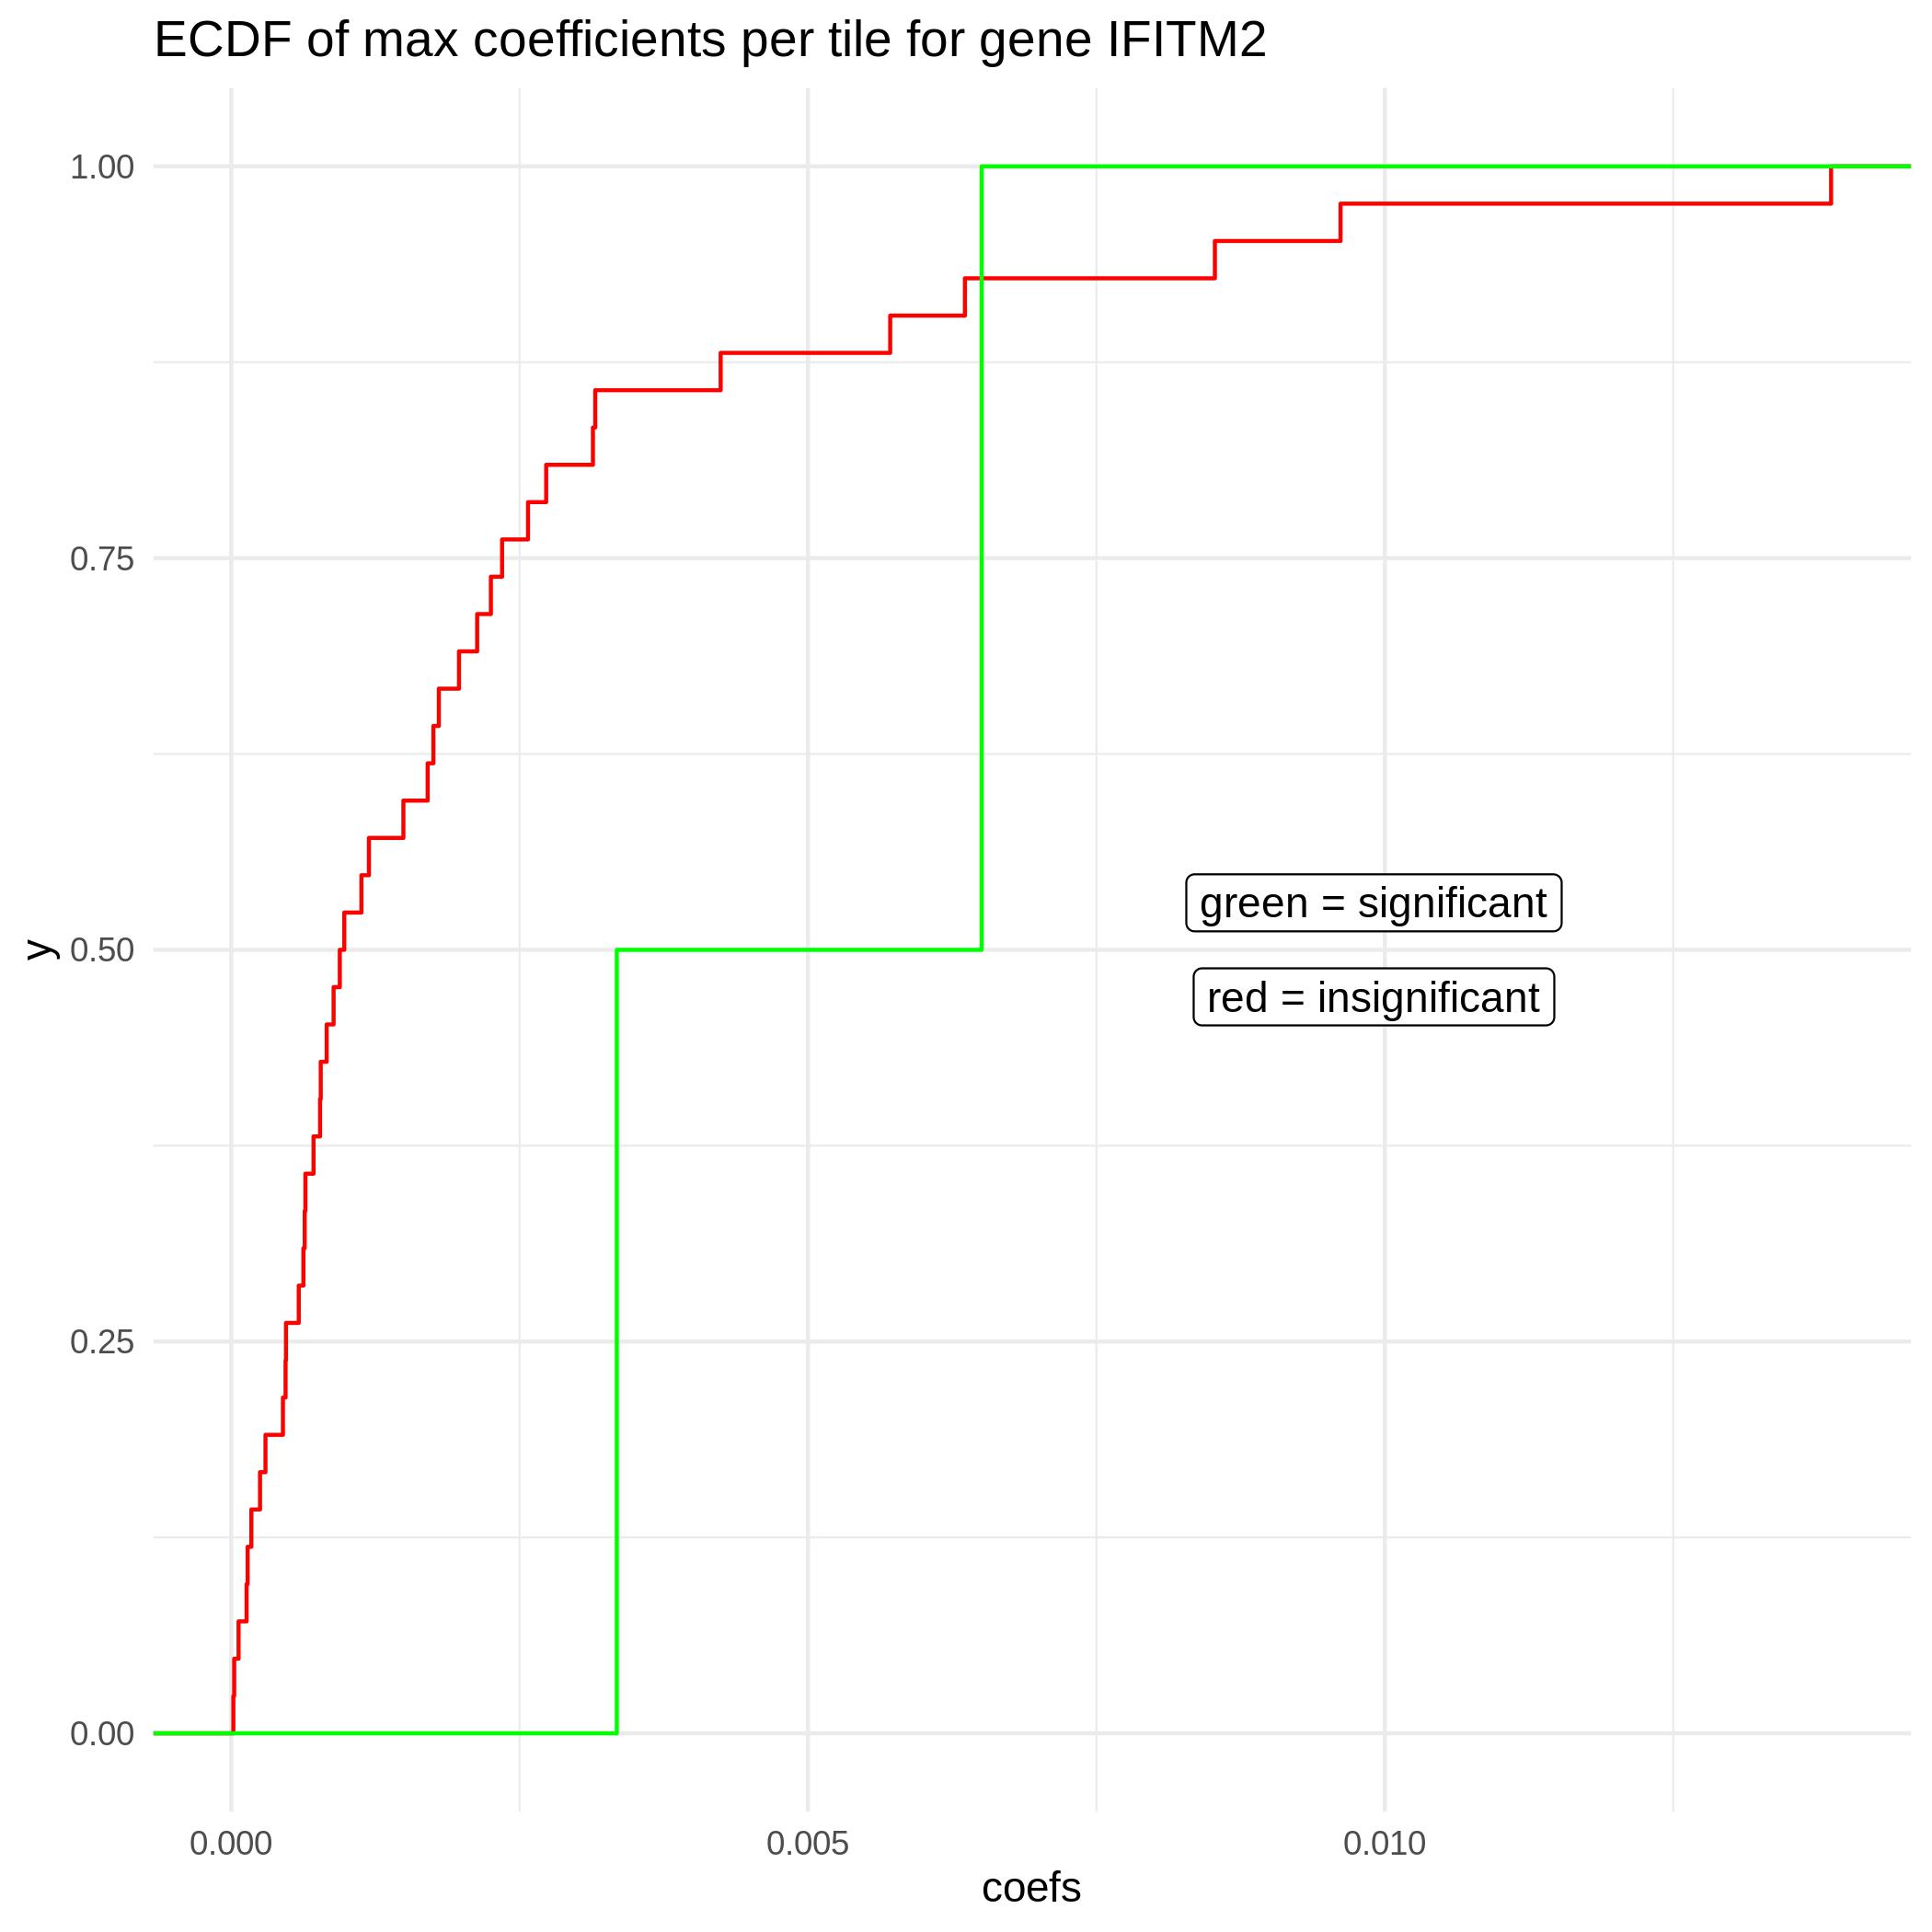 ECDF of max coefficients per tile for gene IFITM2
1.00
0.75
0.50
0.25
0.00
y
green = significant
red = insignificant
0.000
0.005
0.010
coefs